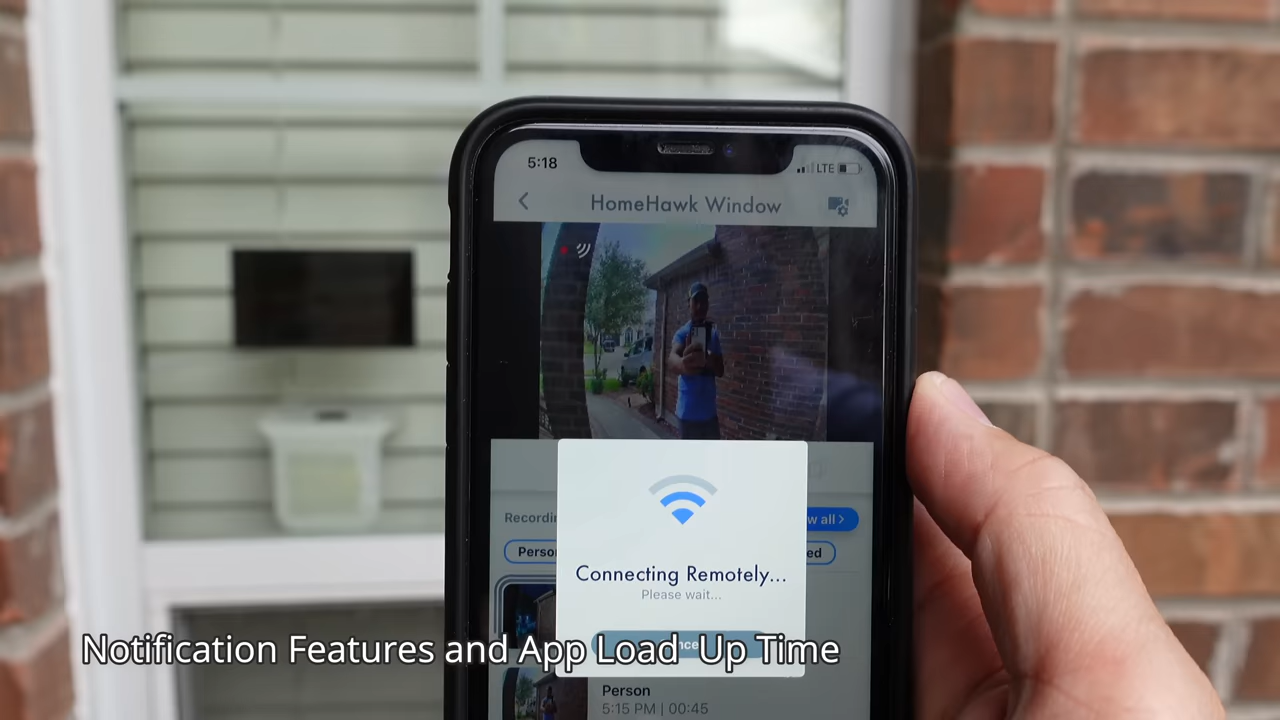 5:18 LTE
HomeHawk Window
Connecting Remotely...
Please wait...
Notification Features and App Load Up Time
Person
5:15 PM | 00:45